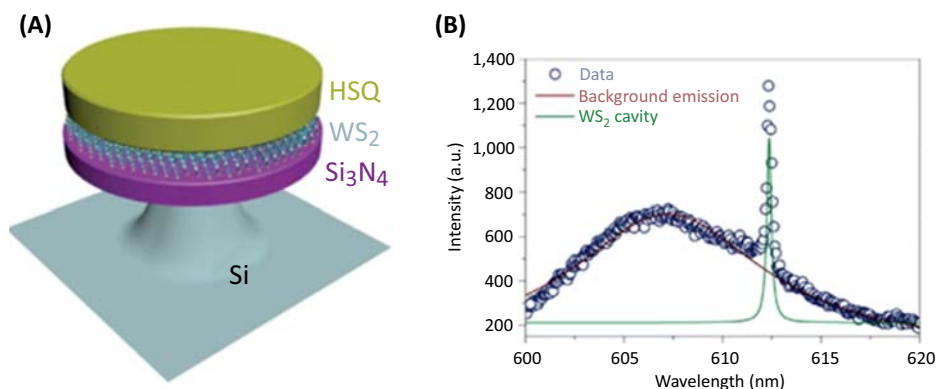 (A)
HSQ
WS₂
Si₃N₄
Si
(B)
1,400
1,200
1,000
800
600
400
200
Intensity (a.u.)
Data
Background emission
WS₂ cavity
600
605
610
615
620
Wavelength (nm)